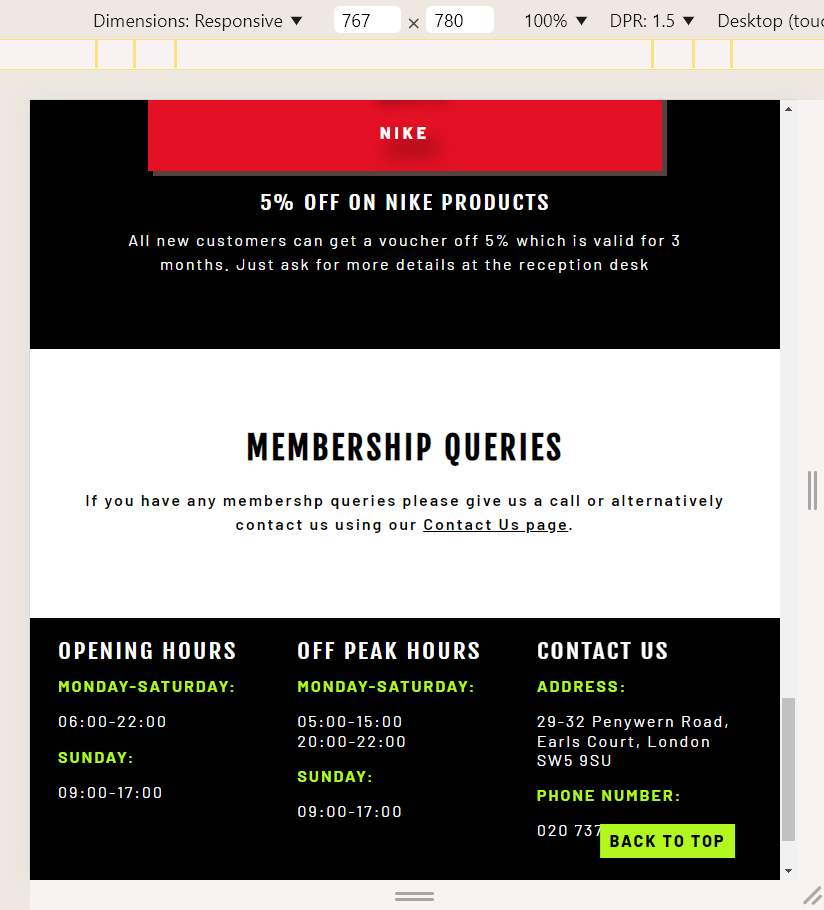 Dimensions: Responsive ▼ 767 × 780 100% ▼ DPR: 1.5 ▼ Desktop
NIKE
5% OFF ON NIKE PRODUCTS
All new customers can get a voucher off 5% which is valid for 3
months. Just ask for more details at the reception desk
MEMBERSHIP QUERIES
If you have any membershp queries please give us a call or alternatively
contact us using our Contact Us page.
OPENING HOURS
MONDAY-SATURDAY:
06:00-22:00
SUNDAY:
09:00-17:00
OFF PEAK HOURS
MONDAY-SATURDAY:
05:00-15:00
20:00-22:00
SUNDAY:
09:00-17:00
CONTACT US
ADDRESS:
29-32 Penywern Road,
Earls Court, London
SW5 9SU
PHONE NUMBER:
020 737
BACK TO TOP